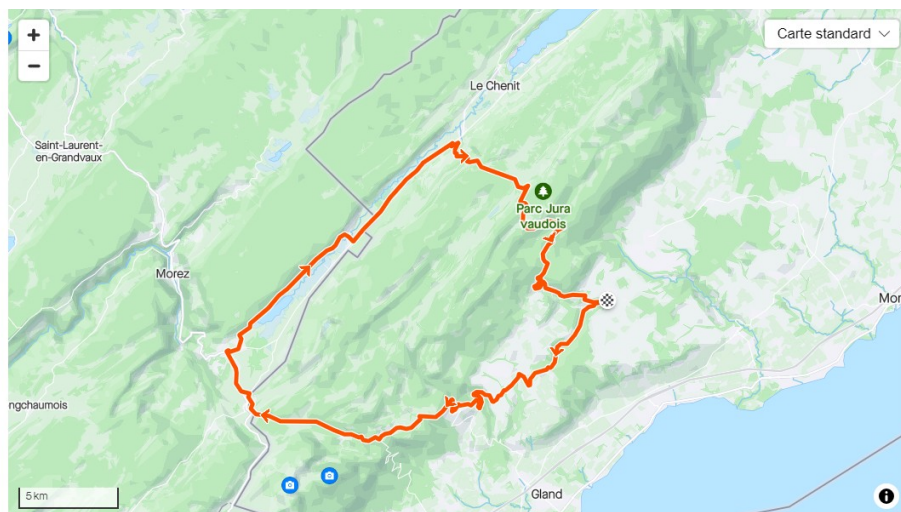 +
Carte standard
−
Le Chenit
Saint-Laurent-
en-Grandvaux
Parc Jura
vaudois
Morez
Mor
ngchaumois
5 km
Gland
i